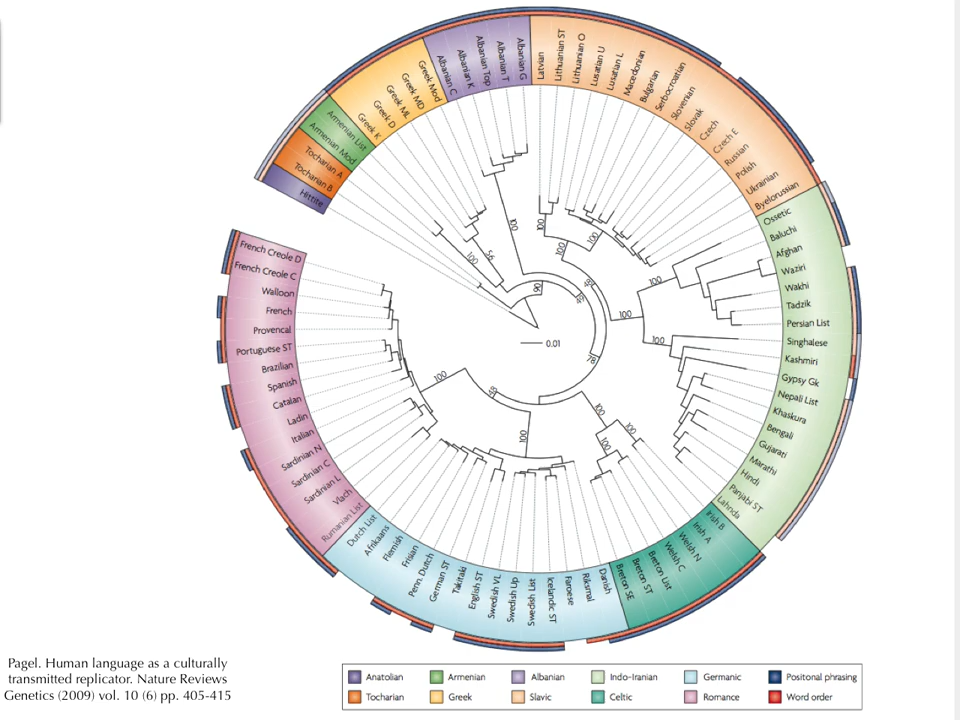 Hittite
Tocharian B
Tocharian A
Armenian Mod
Armenian List
Greek K
Greek D
Greek ML
Greek MD
Greek Mod
Albanian C
Albanian K
Albanian Top
Albanian T
Albanian G
Latvian
Lithuanian ST
Lithuanian O
Lusatian U
Lusatian L
Macedonian
Bulgarian
Serbocroatian
Slovenian
Slovak
Czech
Czech E
Russian
Polish
Ukrainian
Byelorussian
Ossetic
Baluchi
Afghan
Waziri
Wakhi
Tadzik
Persian List
Singhalese
Kashmiri
Gypsy Gk
Nepali List
Khaskura
Bengali
Gujarati
Marathi
Hindi
Panjabi ST
Lahnda
Irish B
Irish A
Welsh N
Welsh C
Breton List
Breton ST
Breton SE
Danish
Riksmal
Faroese
Icelandic ST
Swedish List
Swedish Up
Swedish VL
English ST
Takitaki
German ST
Penn. Dutch
Frisian
Flemish
Afrikaans
Dutch List
Rumanian List
Vlach
Sardinian L
Sardinian C
Sardinian N
Italian
Ladin
Catalan
Spanish
Brazilian
Portuguese ST
Provencal
French
Walloon
French Creole C
French Creole D
100
56
100
96
100
100
100
100
100
100
78
0.01
100
100
100
100
100
Pagel. Human language as a culturally
transmitted replicator. Nature Reviews
Genetics (2009) vol. 10 (6) pp. 405-415
Anatolian
Armenian
Albanian
Indo-Iranian
Germanic
Positonal phrasing
Tocharian
Greek
Slavic
Celtic
Romance
Word order